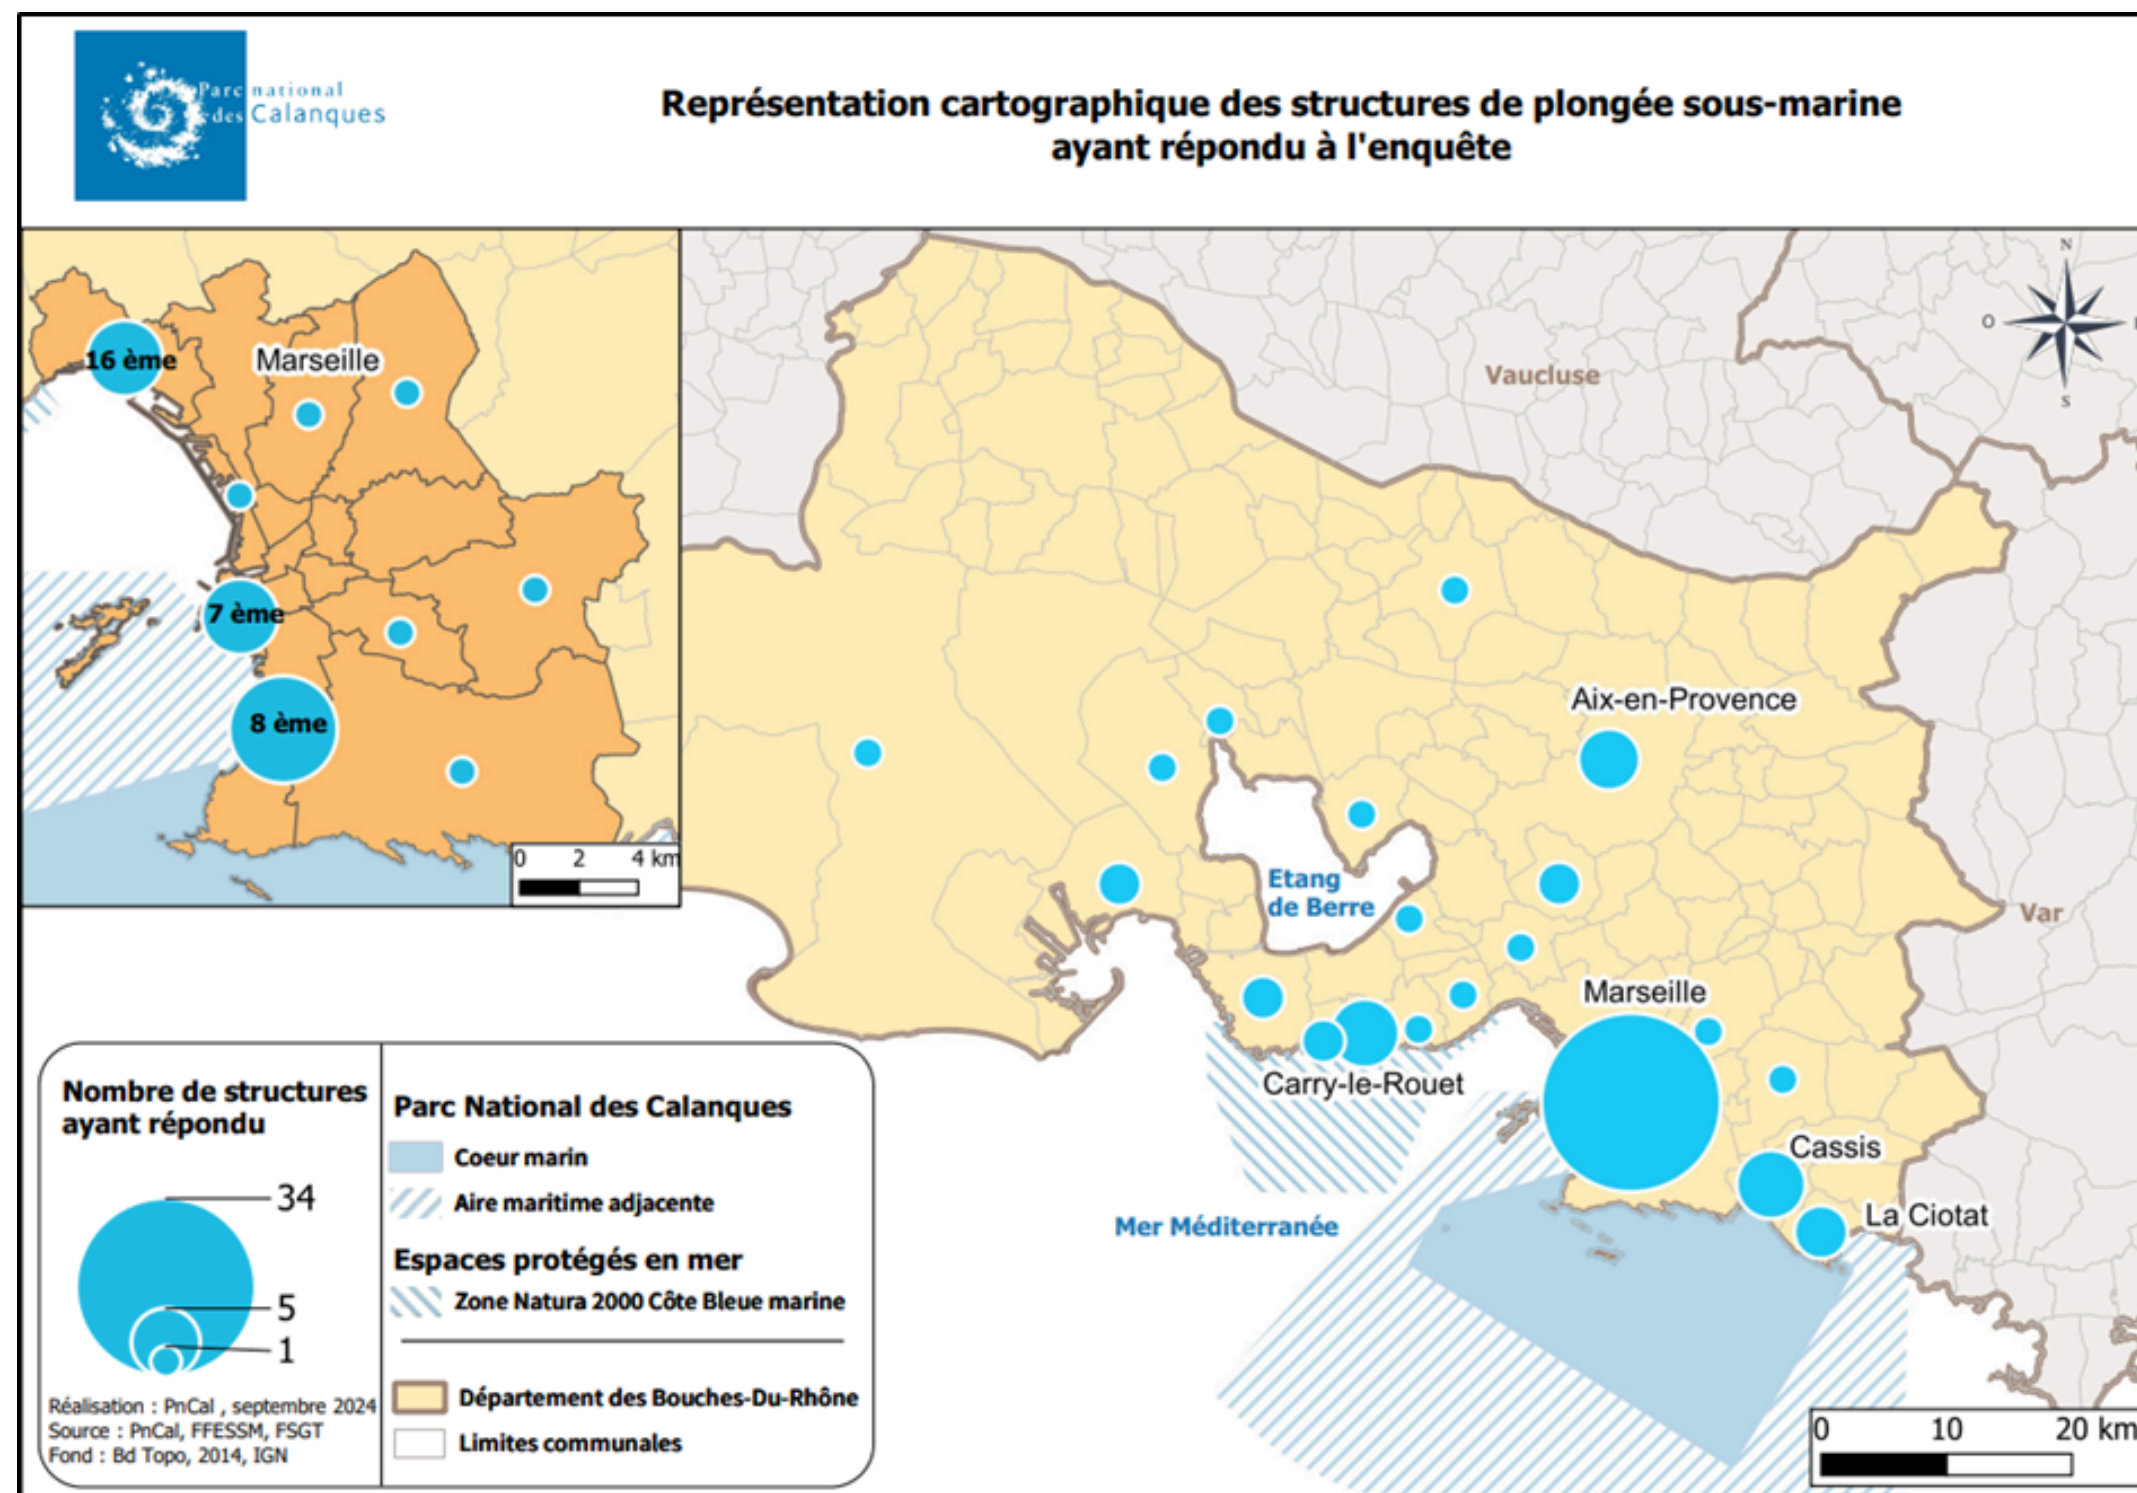 Parc national
des Calanques
Représentation cartographique des structures de plongée sous-marine
ayant répondu à l'enquête
16 ème
Marseille
7 ème
8 ème
0 2 4 km
N
O
S
Vaucluse
Aix-en-Provence
Etang
de Berre
Var
Marseille
Carry-le-Rouet
Cassis
La Ciotat
Mer Méditerranée
0 10 20 km
Nombre de structures
ayant répondu
34
5
1
Réalisation : PnCal , septembre 2024
Source : PnCal, FFESSM, FSGT
Fond : Bd Topo, 2014, IGN
Parc National des Calanques
Coeur marin
Aire maritime adjacente
Espaces protégés en mer
Zone Natura 2000 Côte Bleue marine
Département des Bouches-Du-Rhône
Limites communales